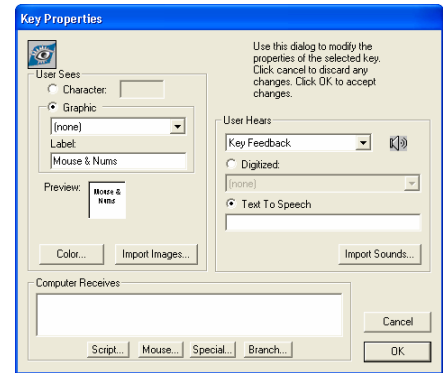 Key Properties
Use this dialog to modify the
properties of the selected key.
Click cancel to discard any
changes. Click OK to accept
changes.
User Sees
Character:
Graphic
(none)
Label:
Mouse & Nums
Preview:
Mouse &
Nums
Color...
Import Images...
User Hears
Key Feedback
Digitized:
(none)
Text To Speech
Import Sounds...
Computer Receives
Script...
Mouse...
Special...
Branch...
Cancel
OK